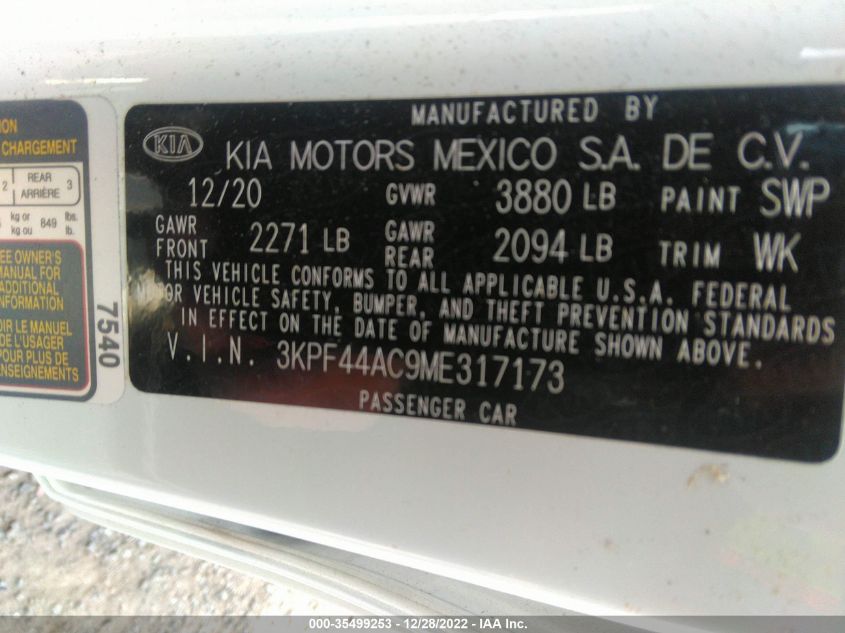 MANUFACTURED BY
KIA KIA MOTORS MEXICO S.A. DE C.V.
12/20 GVWR 3880 LB PAINT SWP
GAWR FRONT 2271 LB GAWR REAR 2094 LB TRIM WK
THIS VEHICLE CONFORMS TO ALL APPLICABLE U.S.A. FEDERAL
MOTOR VEHICLE SAFETY, BUMPER, AND THEFT PREVENTION STANDARDS
IN EFFECT ON THE DATE OF MANUFACTURE SHOWN ABOVE.
V.I.N. 3KPF44AC9ME317173
PASSENGER CAR
CHARGEMENT
2 REAR ARRIÈRE 3
kg or kg ou 849 lbs. lb.
OWNER'S
MANUAL FOR
ADDITIONAL
INFORMATION
LE MANUEL
DE L'USAGER
POUR PLUS DE
RENSEIGNEMENTS
7540
000-35499253 - 12/28/2022 - IAA Inc.